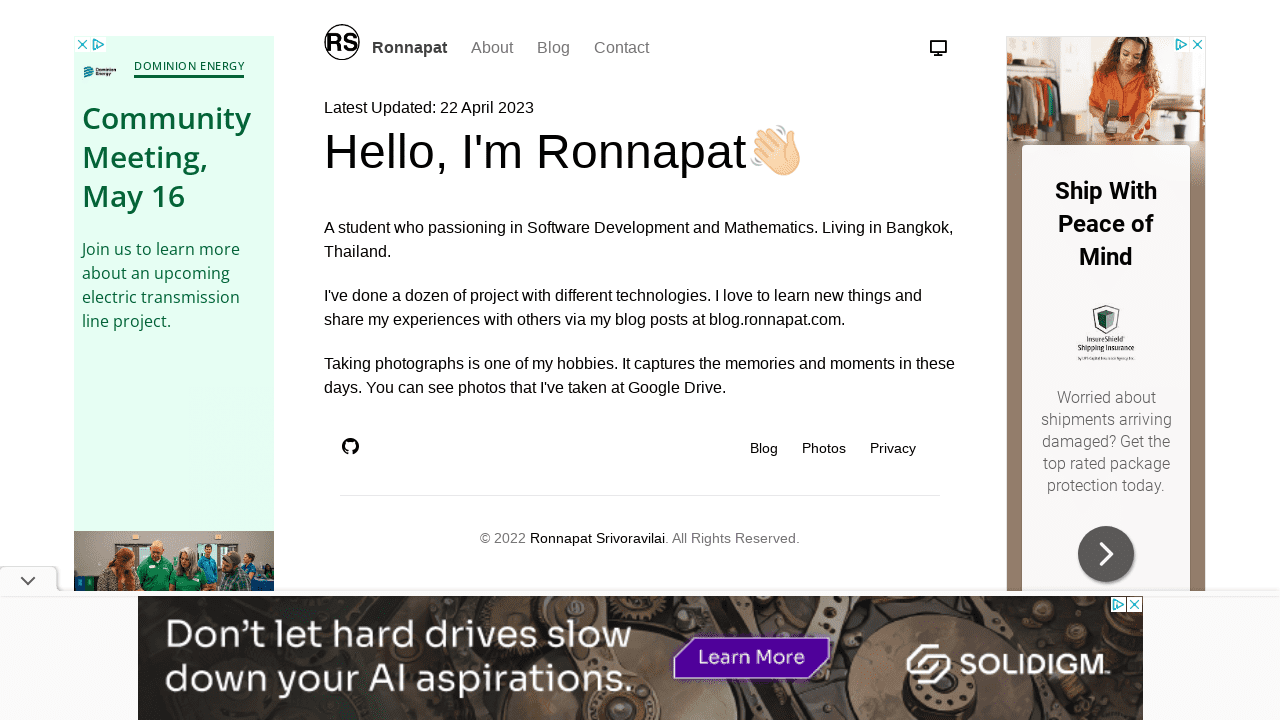 RS
Ronnapat
About
Blog
Contact
DOMINION ENERGY
Dominion
Energy
Community
Meeting,
May 16
Join us to learn more
about an upcoming
electric transmission
line project.
Latest Updated: 22 April 2023
Hello, I'm Ronnapat
A student who passioning in Software Development and Mathematics. Living in Bangkok,
Thailand.
I've done a dozen of project with different technologies. I love to learn new things and
share my experiences with others via my blog posts at blog.ronnapat.com.
Taking photographs is one of my hobbies. It captures the memories and moments in these
days. You can see photos that I've taken at Google Drive.
Blog
Photos
Privacy
© 2022 Ronnapat Srivoravilai. All Rights Reserved.
Ship With
Peace of
Mind
InsureShield
Shipping Insurance
Worried about
shipments arriving
damaged? Get the
top rated package
protection today.
Don't let hard drives slow
down your AI aspirations.
Learn More
SOLIDIGM